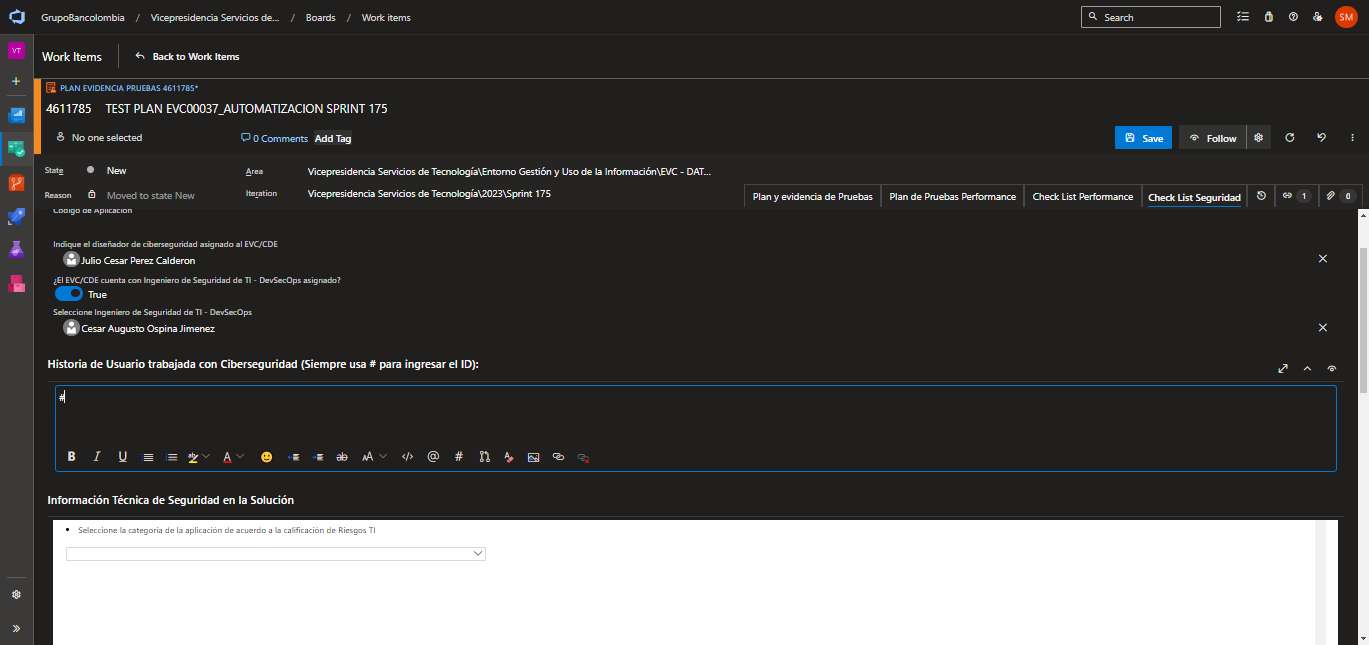 GrupoBancolombia / Vicepresidencia Servicios de... / Boards / Work items
Search
SM
VT
Work Items
Back to Work Items
PLAN EVIDENCIA PRUEBAS 4611785*
4611785 TEST PLAN EVC00037_AUTOMATIZACION SPRINT 175
No one selected
0 Comments Add Tag
Save
Follow
State New
Area Vicepresidencia Servicios de Tecnología\Entorno Gestión y Uso de la Información\EVC - DAT...
Reason Moved to state New
Iteration Vicepresidencia Servicios de Tecnología\2023\Sprint 175
Plan y evidencia de Pruebas
Plan de Pruebas Performance
Check List Performance
Check List Seguridad
1
0
Código de Aplicación
Indique el diseñador de ciberseguridad asignado al EVC/CDE
Julio Cesar Perez Calderon
¿El EVC/CDE cuenta con Ingeniero de Seguridad de TI - DevSecOps asignado?
True
Seleccione Ingeniero de Seguridad de TI - DevSecOps
Cesar Augusto Ospina Jimenez
Historia de Usuario trabajada con Ciberseguridad (Siempre usa # para ingresar el ID):
#
Información Técnica de Seguridad en la Solución
Seleccione la categoría de la aplicación de acuerdo a la calificación de Riesgos TI